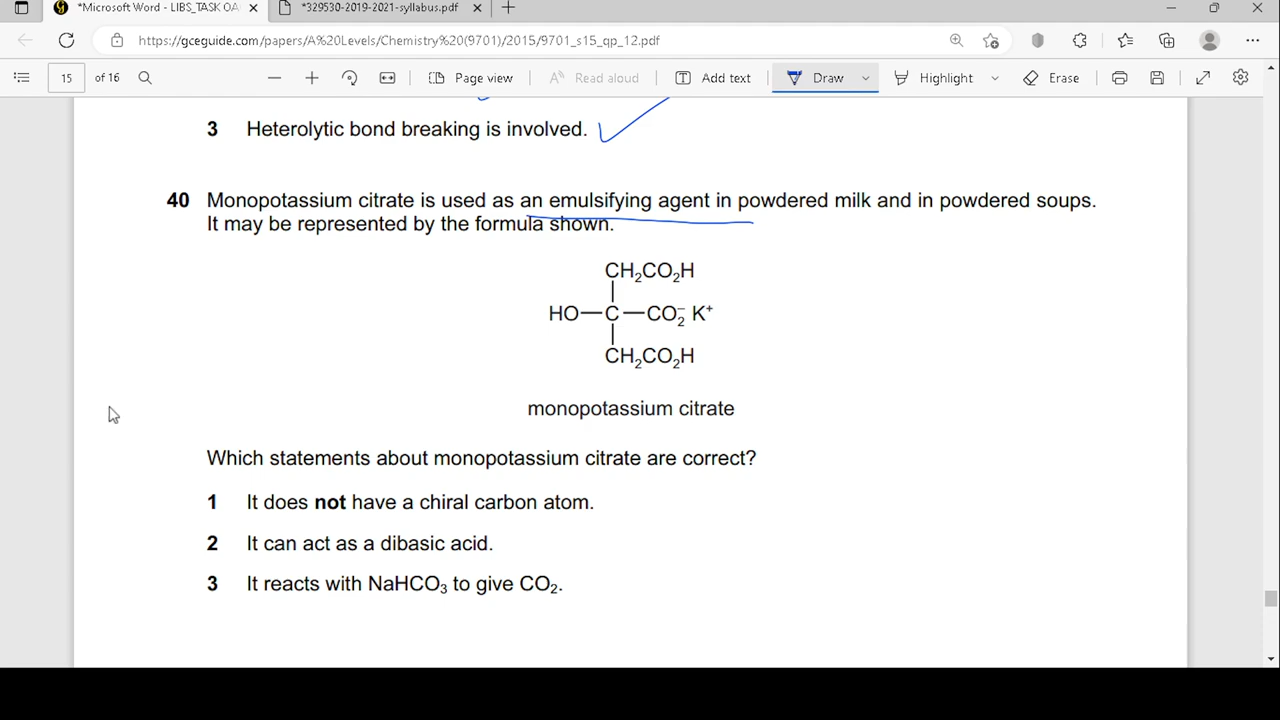 *Microsoft Word - LIBS_TASK OAI
*329530-2019-2021-syllabus.pdf
https://gceguide.com/papers/A%20Levels/Chemistry%20(9701)/2015/9701_s15_qp_12.pdf
15 of 16 Page view Read aloud Add text Draw Highlight Erase
3 Heterolytic bond breaking is involved.
40 Monopotassium citrate is used as an emulsifying agent in powdered milk and in powdered soups.
It may be represented by the formula shown.
CH₂CO₂H
HO—C—CO₂⁻ K⁺
CH₂CO₂H
monopotassium citrate
Which statements about monopotassium citrate are correct?
1 It does not have a chiral carbon atom.
2 It can act as a dibasic acid.
3 It reacts with NaHCO₃ to give CO₂.